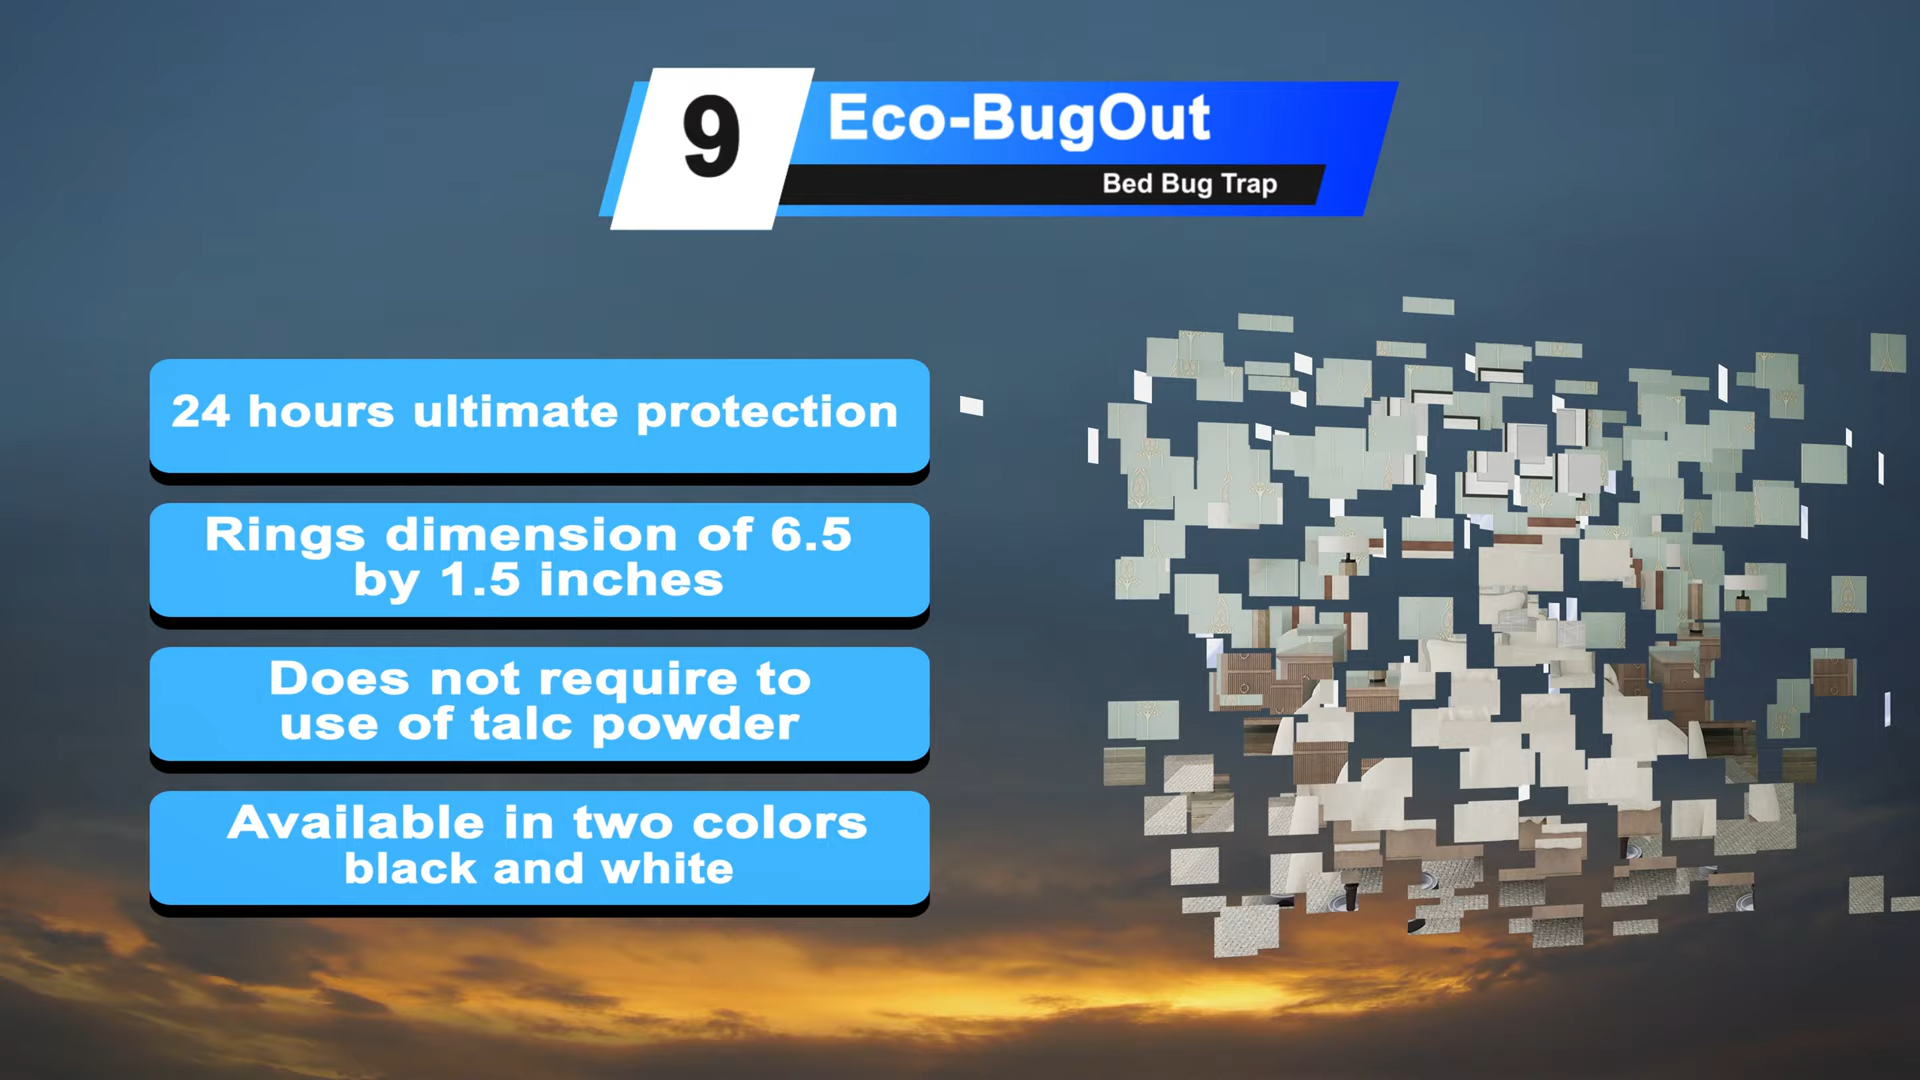 9
Eco-BugOut
Bed Bug Trap
24 hours ultimate protection
Rings dimension of 6.5
by 1.5 inches
Does not require to
use of talc powder
Available in two colors
black and white